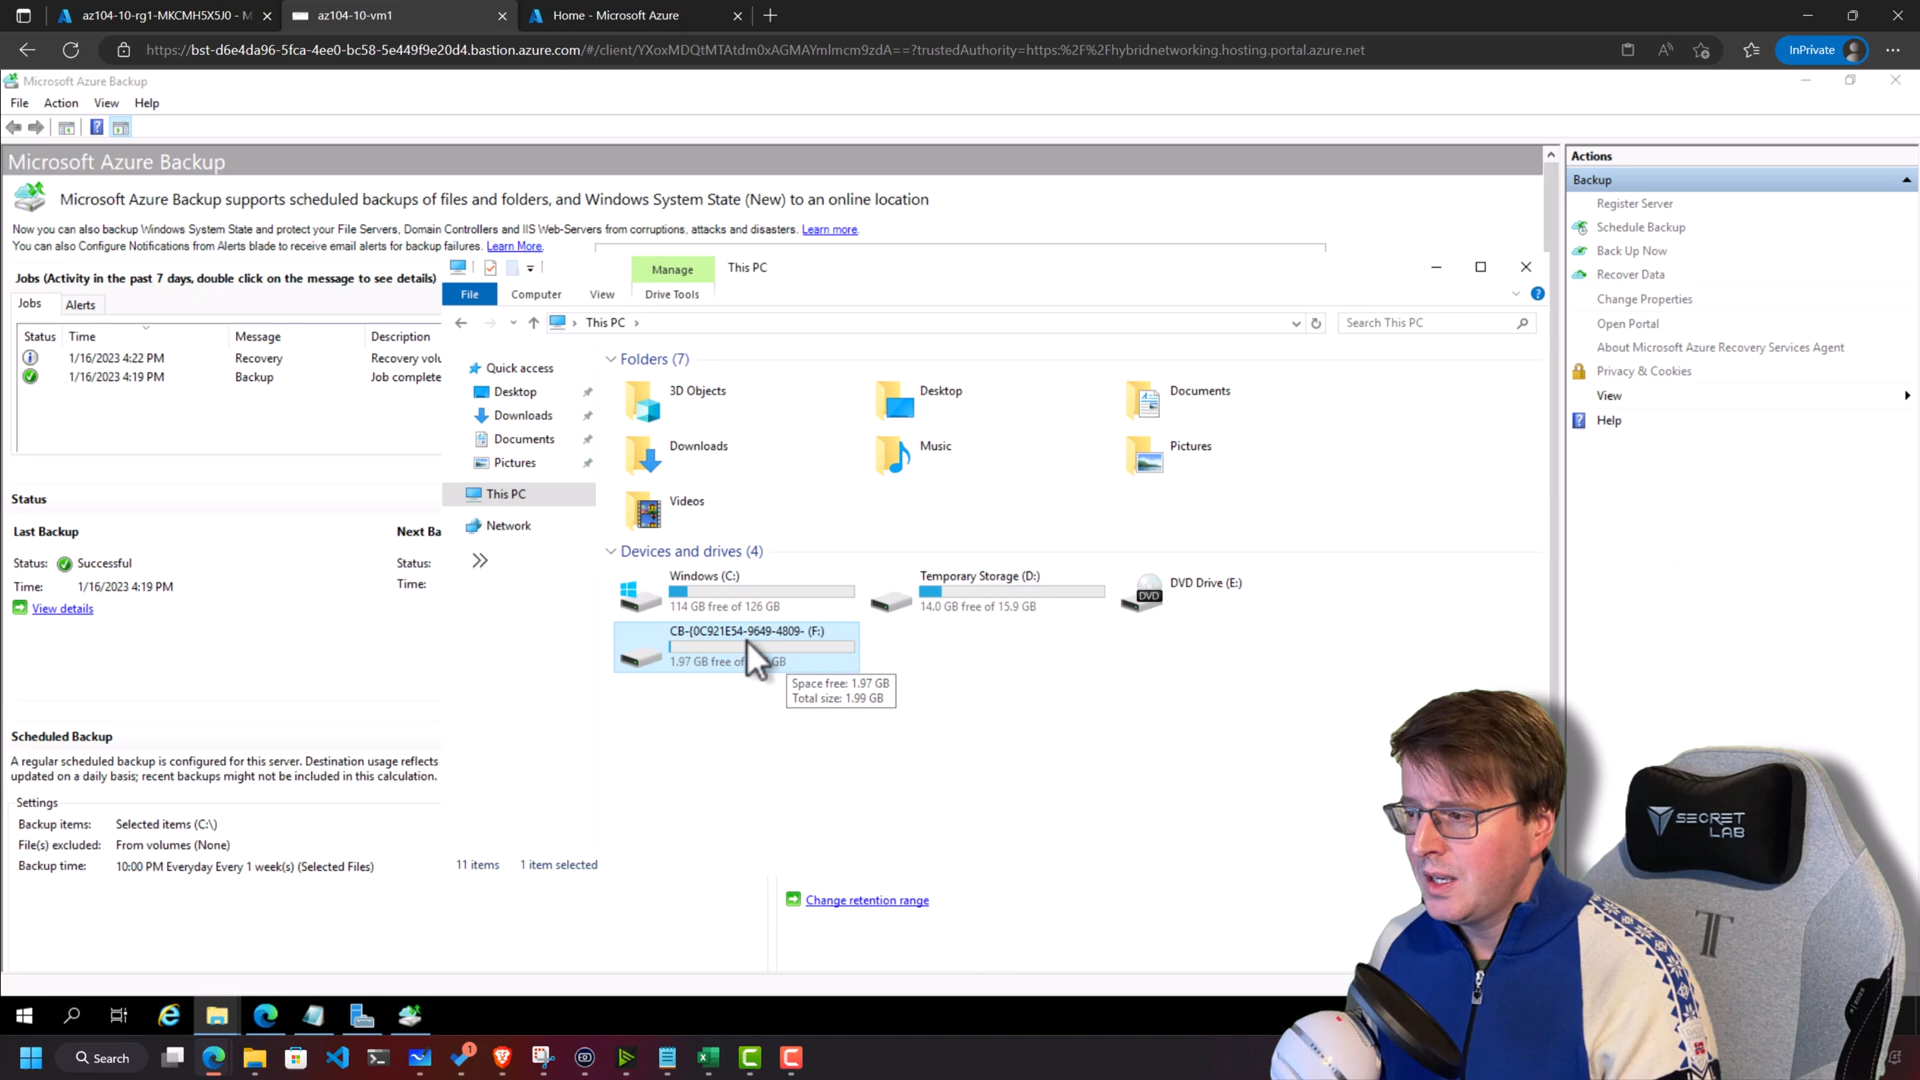 az104-10-rg1-MKCMH5X5J0 - M
az104-10-vm1
Home - Microsoft Azure
https://bst-d6e4da96-5fca-4ee0-bc58-5e449f9e20d4.bastion.azure.com/#/client/YXoxMDQtMTAtdm0xAGMAYmlmcm9zdA==?trustedAuthority=https:%2F%2Fhybridnetworking.hosting.portal.azure.net
InPrivate
Microsoft Azure Backup
File Action View Help
Microsoft Azure Backup
Microsoft Azure Backup supports scheduled backups of files and folders, and Windows System State (New) to an online location
Now you can also backup Windows System State and protect your File Servers, Domain Controllers and IIS Web-Servers from corruptions, attacks and disasters. Learn more.
You can also Configure Notifications from Alerts blade to receive email alerts for backup failures. Learn More.
Jobs (Activity in the past 7 days, double click on the message to see details)
Jobs Alerts
Status Time Message Description
1/16/2023 4:22 PM Recovery Recovery volu
1/16/2023 4:19 PM Backup Job complete
Status
Last Backup Next Ba
Status: Successful Status:
Time: 1/16/2023 4:19 PM Time:
View details
Scheduled Backup
A regular scheduled backup is configured for this server. Destination usage reflects
updated on a daily basis; recent backups might not be included in this calculation.
Settings
Backup items: Selected items (C:\)
File(s) excluded: From volumes (None)
Backup time: 10:00 PM Everyday Every 1 week(s) (Selected Files)
Change retention range
Manage This PC
File Computer View Drive Tools
This PC
Search This PC
Quick access
Desktop
Downloads
Documents
Pictures
This PC
Network
Folders (7)
3D Objects
Desktop
Documents
Downloads
Music
Pictures
Videos
Devices and drives (4)
Windows (C:)
114 GB free of 126 GB
Temporary Storage (D:)
14.0 GB free of 15.9 GB
DVD
DVD Drive (E:)
CB-{0C921E54-9649-4809- (F:)
1.97 GB free of GB
Space free: 1.97 GB
Total size: 1.99 GB
11 items 1 item selected
Actions
Backup
Register Server
Schedule Backup
Back Up Now
Recover Data
Change Properties
Open Portal
About Microsoft Azure Recovery Services Agent
Privacy & Cookies
View
Help
SECRET
LAB
Search
1